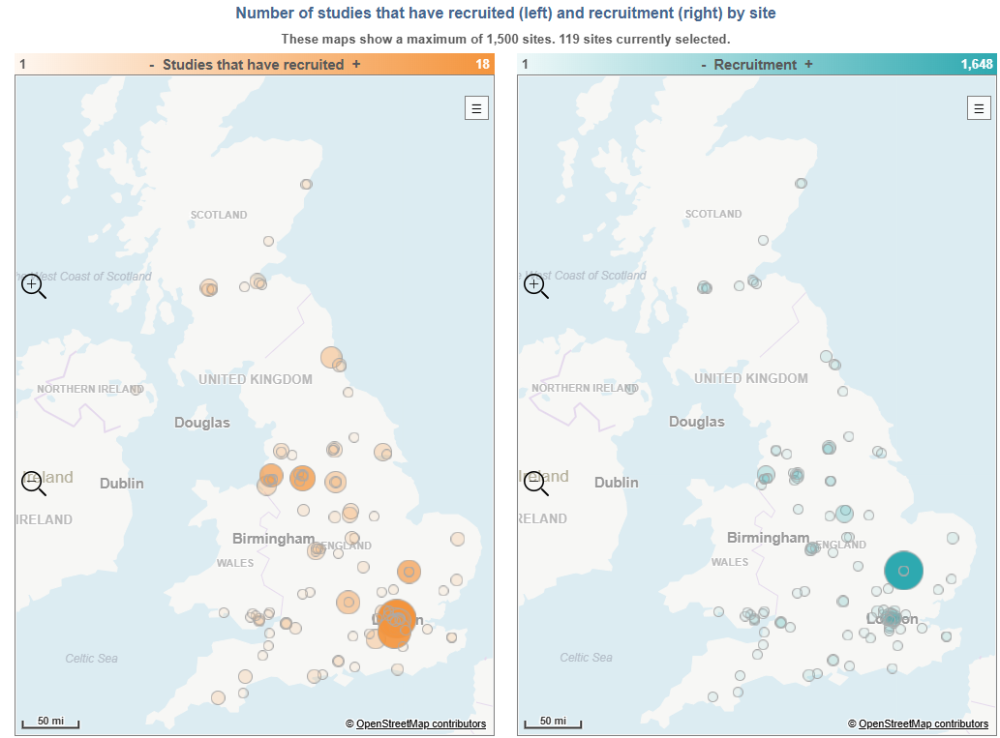 Number of studies that have recruited (left) and recruitment (right) by site
These maps show a maximum of 1,500 sites. 119 sites currently selected.
1 - Studies that have recruited + 18
SCOTLAND
West Coast of Scotland
UNITED KINGDOM
NORTHERN IRELAND
Douglas
Ireland
Dublin
IRELAND
Birmingham
ENGLAND
WALES
London
Celtic Sea
50 mi
© OpenStreetMap contributors
1 - Recruitment + 1,648
SCOTLAND
West Coast of Scotland
UNITED KINGDOM
NORTHERN IRELAND
Douglas
Ireland
Dublin
IRELAND
Birmingham
ENGLAND
WALES
London
Celtic Sea
50 mi
© OpenStreetMap contributors